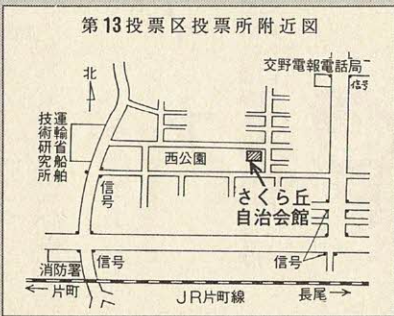 第13投票区投票所附近図
北
交野電報電話局
信号
運輸省船舶
技術研究所
西公園
さくら丘
自治会館
信号
消防署
信号
信号
片町
JR片町線
長尾